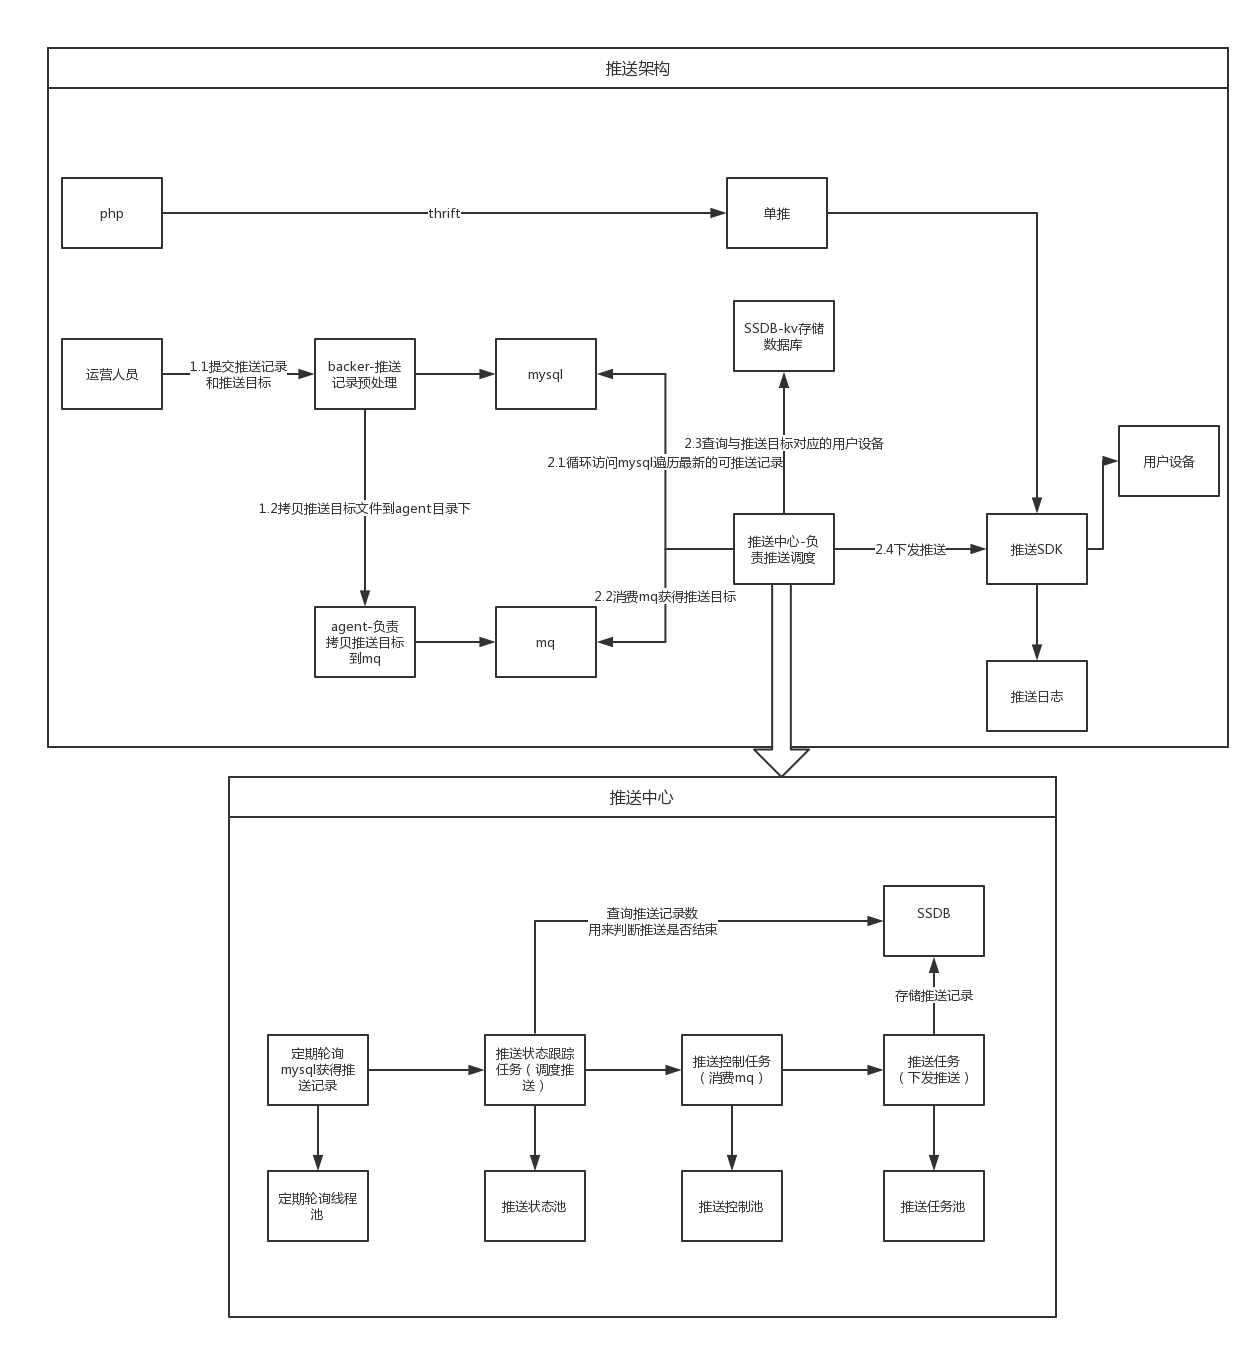 推送架构
php
thrift
单推
SSDB-kv存储
数据库
运营人员
1.1提交推送记录
和推送目标
backer-推送
记录预处理
mysql
2.3查询与推送目标对应的用户设备
2.1循环访问mysql遍历最新的可推送记录
用户设备
1.2拷贝推送目标文件到agent目录下
推送中心-负
责推送调度
2.4下发推送
推送SDK
2.2消费mq获得推送目标
agent-负责
拷贝推送目标
到mq
mq
推送日志
推送中心
查询推送记录数
用来判断推送是否结束
SSDB
存储推送记录
定期轮询
mysql获得推
送记录
推送状态跟踪
任务（调度推
送）
推送控制任务
（消费mq）
推送任务
（下发推送）
定期轮询线程
池
推送状态池
推送控制池
推送任务池